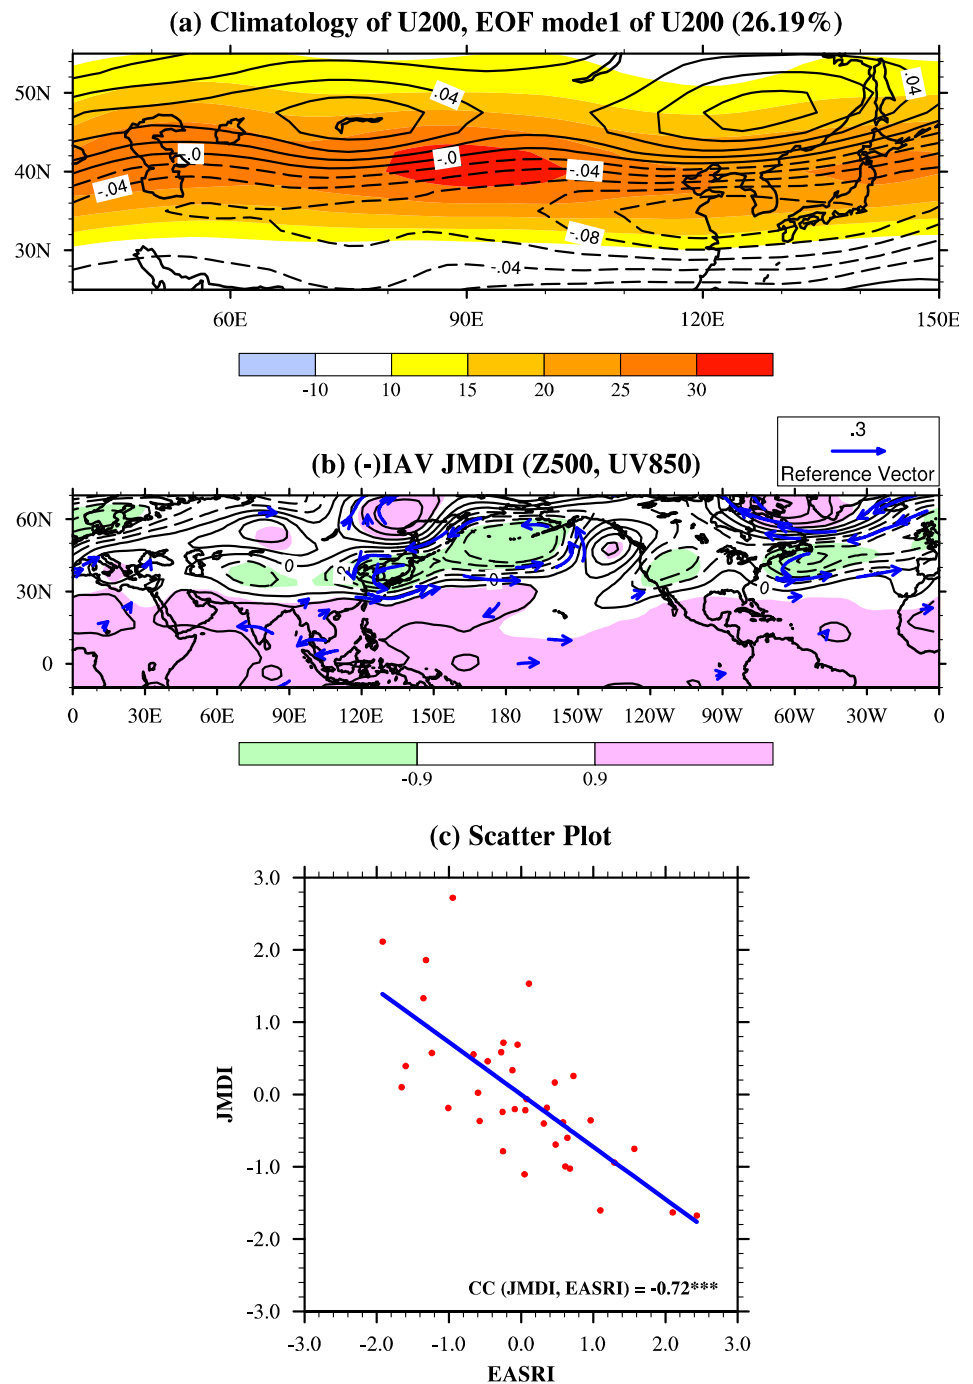 (a) Climatology of U200, EOF mode1 of U200 (26.19%)
50N
40N
30N
.04
.04
-.0
-.0
-.04
-.04
-.08
-.04
60E
90E
120E
150E
-10
10
15
20
25
30
.3
Reference Vector
(b) (-)IAV JMDI (Z500, UV850)
60N
30N
0
0
-2
0
0
0
30E
60E
90E
120E
150E
180
150W
120W
90W
60W
30W
0
-0.9
0.9
(c) Scatter Plot
3.0
2.0
1.0
0.0
-1.0
-2.0
-3.0
JMDI
CC (JMDI, EASRI) = -0.72***
-3.0
-2.0
-1.0
0.0
1.0
2.0
3.0
EASRI